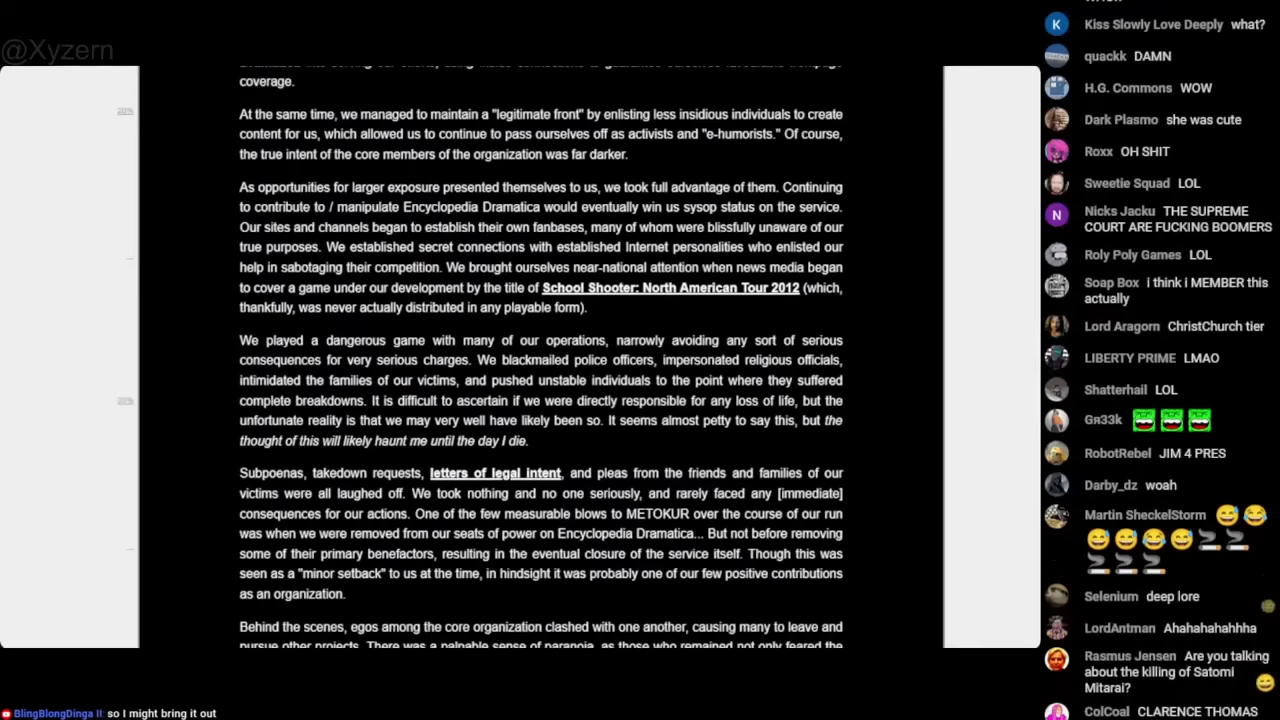 @Xyzern
coverage.
At the same time, we managed to maintain a "legitimate front" by enlisting less insidious individuals to create
content for us, which allowed us to continue to pass ourselves off as activists and "e-humorists." Of course,
the true intent of the core members of the organization was far darker.
As opportunities for larger exposure presented themselves to us, we took full advantage of them. Continuing
to contribute to / manipulate Encyclopedia Dramatica would eventually win us sysop status on the service.
Our sites and channels began to establish their own fanbases, many of whom were blissfully unaware of our
true purposes. We established secret connections with established Internet personalities who enlisted our
help in sabotaging their competition. We brought ourselves near-national attention when news media began
to cover a game under our development by the title of School Shooter: North American Tour 2012 (which,
thankfully, was never actually distributed in any playable form).
We played a dangerous game with many of our operations, narrowly avoiding any sort of serious
consequences for very serious charges. We blackmailed police officers, impersonated religious officials,
intimidated the families of our victims, and pushed unstable individuals to the point where they suffered
complete breakdowns. It is difficult to ascertain if we were directly responsible for any loss of life, but the
unfortunate reality is that we may very well have likely been so. It seems almost petty to say this, but the
thought of this will likely haunt me until the day I die.
Subpoenas, takedown requests, letters of legal intent, and pleas from the friends and families of our
victims were all laughed off. We took nothing and no one seriously, and rarely faced any [immediate]
consequences for our actions. One of the few measurable blows to METOKUR over the course of our run
was when we were removed from our seats of power on Encyclopedia Dramatica... But not before removing
some of their primary benefactors, resulting in the eventual closure of the service itself. Though this was
seen as a "minor setback" to us at the time, in hindsight it was probably one of our few positive contributions
as an organization.
Behind the scenes, egos among the core organization clashed with one another, causing many to leave and
pursue other projects. There was a palpable sense of paranoia, as those who remained not only feared the
K
Kiss Slowly Love Deeply what?
quackk DAMN
H.G. Commons WOW
Dark Plasmo she was cute
Roxx OH SHIT
Sweetie Squad LOL
N
Nicks Jacku THE SUPREME
COURT ARE FUCKING BOOMERS
Roly Poly Games LOL
Soap Box i think i MEMBER this
actually
Lord Aragorn ChristChurch tier
LIBERTY PRIME LMAO
Shatterhail LOL
Gs33k
RobotRebel JIM 4 PRES
Darby_dz woah
Martin SheckelStorm
Selenium deep lore
LordAntman Ahahahahahhha
Rasmus Jensen Are you talking
about the killing of Satomi
Mitarai?
ColCoal CLARENCE THOMAS
BlingBlongDinga II: so I might bring it out